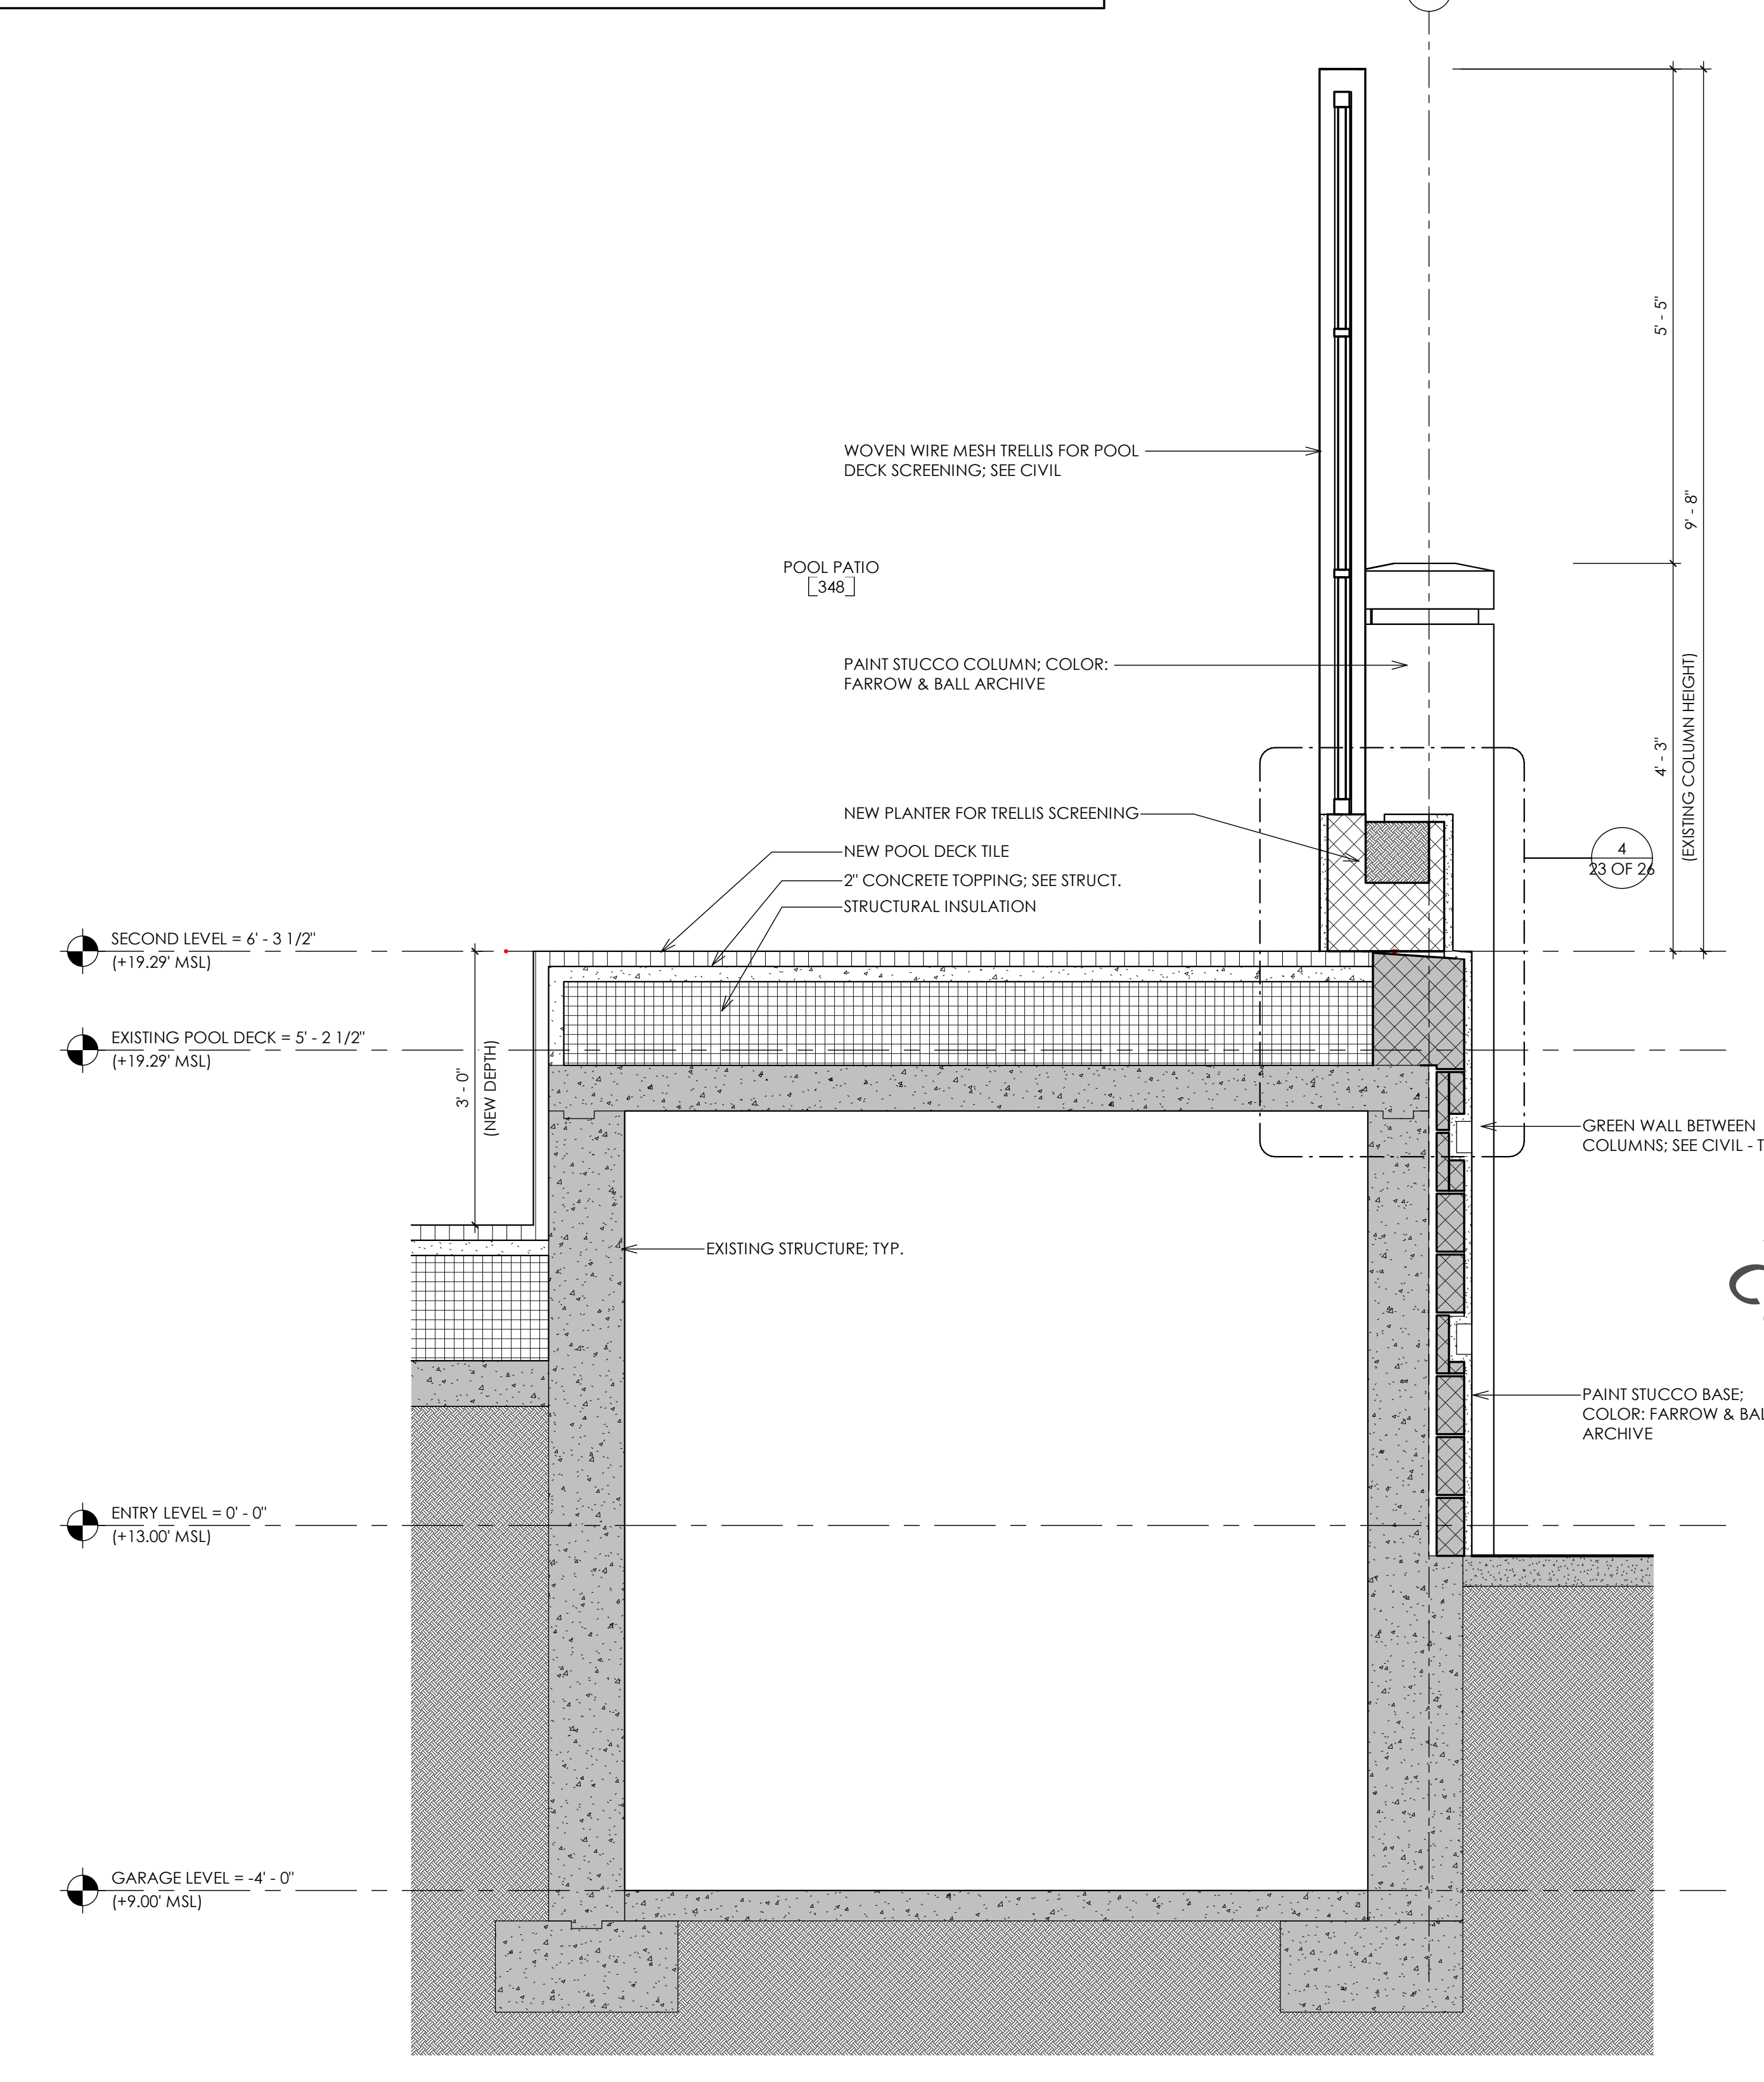 5' - 5"
9' - 8"
WOVEN WIRE MESH TRELLIS FOR POOL
DECK SCREENING; SEE CIVIL
POOL PATIO
348
PAINT STUCCO COLUMN; COLOR:
FARROW & BALL ARCHIVE
4' - 3"
(EXISTING COLUMN HEIGHT)
NEW PLANTER FOR TRELLIS SCREENING
NEW POOL DECK TILE
2" CONCRETE TOPPING; SEE STRUCT.
STRUCTURAL INSULATION
4
23 OF 26
SECOND LEVEL = 6' - 3 1/2"
(+19.29' MSL)
EXISTING POOL DECK = 5' - 2 1/2"
(+19.29' MSL)
3' - 0"
(NEW DEPTH)
GREEN WALL BETWEEN
COLUMNS; SEE CIVIL - T
EXISTING STRUCTURE; TYP.
PAINT STUCCO BASE;
COLOR: FARROW & BAL
ARCHIVE
ENTRY LEVEL = 0' - 0"
(+13.00' MSL)
GARAGE LEVEL = -4' - 0"
(+9.00' MSL)